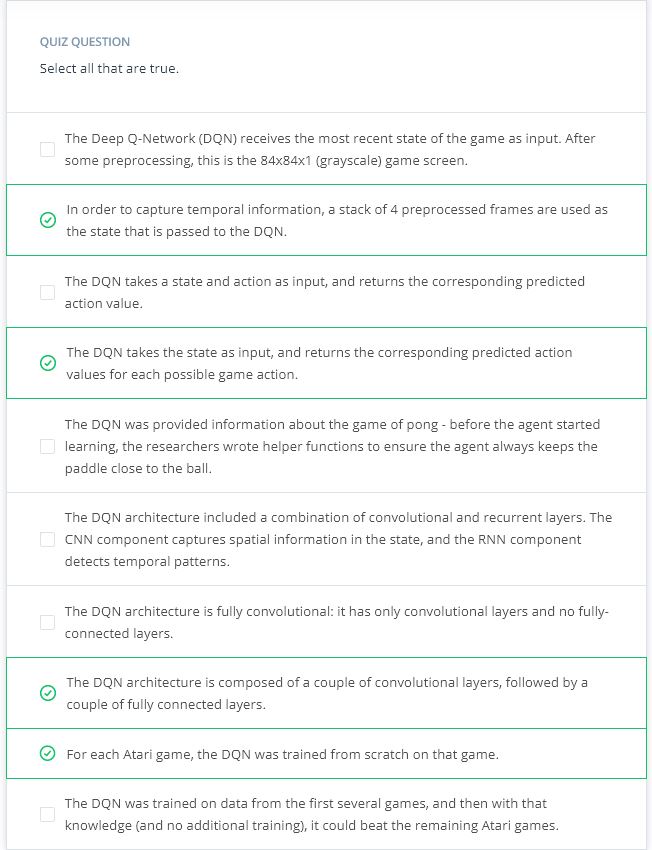 QUIZ QUESTION
Select all that are true.
The Deep Q-Network (DQN) receives the most recent state of the game as input. After
some preprocessing, this is the 84x84x1 (grayscale) game screen.
In order to capture temporal information, a stack of 4 preprocessed frames are used as
the state that is passed to the DQN.
The DQN takes a state and action as input, and returns the corresponding predicted
action value.
The DQN takes the state as input, and returns the corresponding predicted action
values for each possible game action.
The DQN was provided information about the game of pong - before the agent started
learning, the researchers wrote helper functions to ensure the agent always keeps the
paddle close to the ball.
The DQN architecture included a combination of convolutional and recurrent layers. The
CNN component captures spatial information in the state, and the RNN component
detects temporal patterns.
The DQN architecture is fully convolutional: it has only convolutional layers and no fully-
connected layers.
The DQN architecture is composed of a couple of convolutional layers, followed by a
couple of fully connected layers.
For each Atari game, the DQN was trained from scratch on that game.
The DQN was trained on data from the first several games, and then with that
knowledge (and no additional training), it could beat the remaining Atari games.